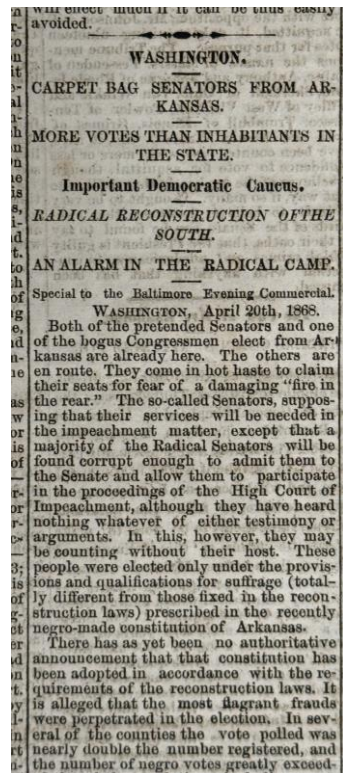 will effect much if it can be thus easily
avoided.
WASHINGTON.
CARPET BAG SENATORS FROM AR-
KANSAS.
MORE VOTES THAN INHABITANTS IN
THE STATE.
Important Democratic Caucus.
RADICAL RECONSTRUCTION OFTHE
SOUTH.
AN ALARM IN THE RADICAL CAMP.
Special to the Baltimore Evening Commercial.
WASHINGTON, April 20th, 1868.
Both of the pretended Senators and one
of the bogus Congressmen elect from Ar-
kansas are already here. The others are
en route. They come in hot haste to claim
their seats for fear of a damaging "fire in
the rear." The so-called Senators, suppos-
ing that their services will be needed in
the impeachment matter, except that a
majority of the Radical Senators will be
found corrupt enough to admit them to
the Senate and allow them to participate
in the proceedings of the High Court of
Impeachment, although they have heard
nothing whatever of either testimony or
arguments. In this, however, they may
be counting without their host. These
people were elected only under the provis-
ions and qualifications for suffrage (total-
ly different from those fixed in the recon-
struction laws) prescribed in the recently
negro-made constitution of Arkansas.
There has as yet been no authoritative
announcement that that constitution has
been adopted in accordance with the re-
quirements of the reconstruction laws. It
is alleged that the most flagrant frauds
were perpetrated in the election. In sev-
eral of the counties the vote polled was
nearly double the number registered, and
the number of negro votes greatly exceed-